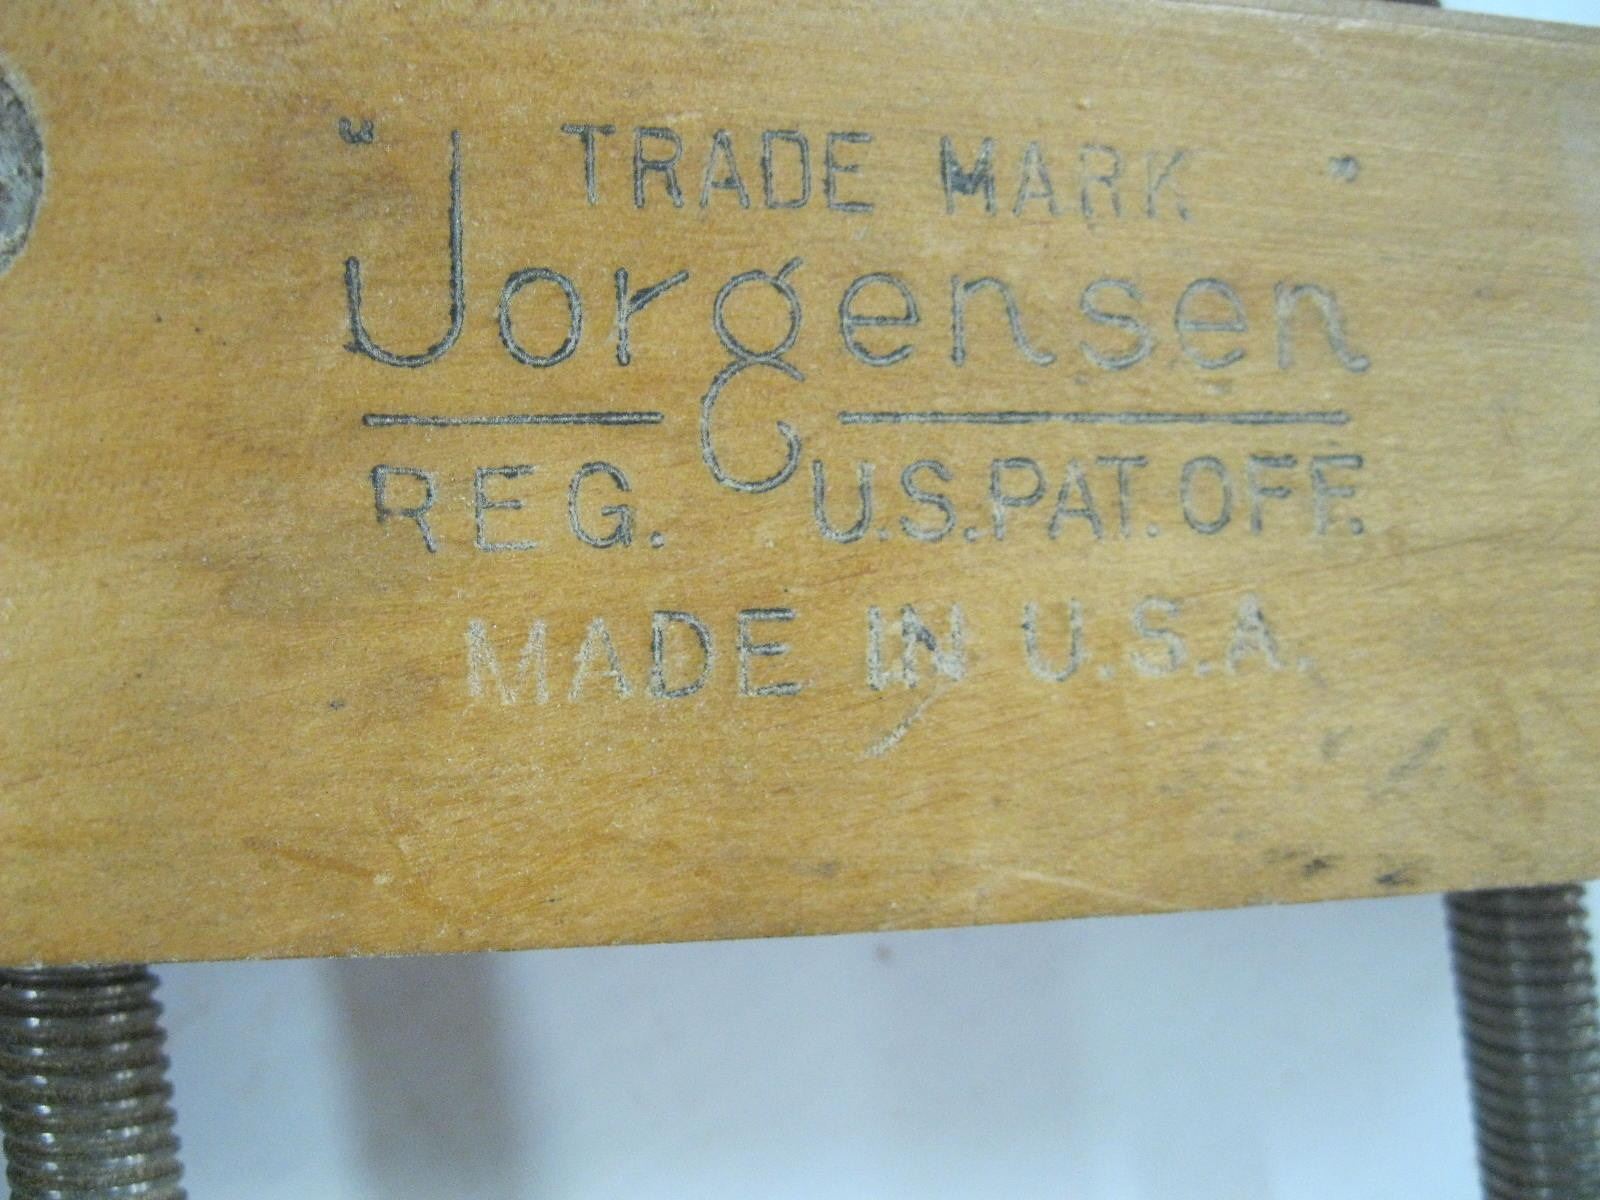 TRADE MARK
"Jorgensen"
REG. U.S. PAT. OFF.
MADE IN U.S.A.